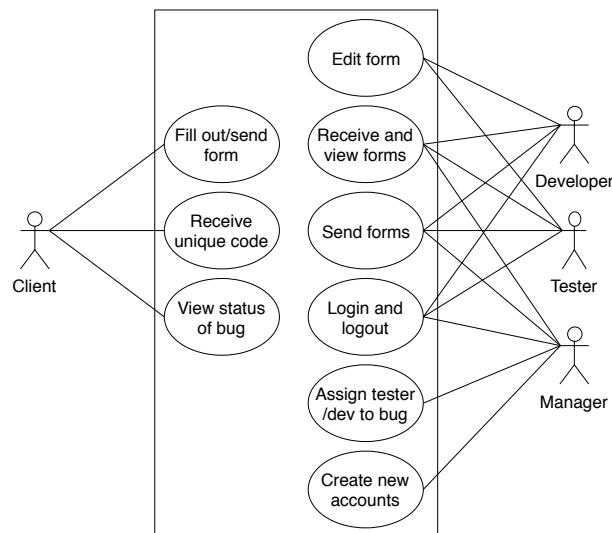 Edit form
Fill out/send
form
Receive and
view forms
Developer
Receive
unique code
Send forms
Client
Tester
View status
of bug
Login and
logout
Manager
Assign tester
/dev to bug
Create new
accounts